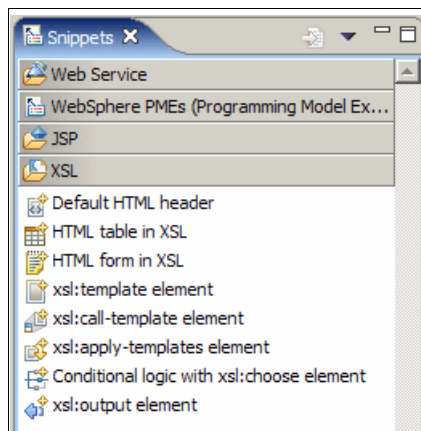 Snippets
Web Service
WebSphere PMEs (Programming Model Ex...
JSP
XSL
Default HTML header
HTML table in XSL
HTML form in XSL
xsl:template element
xsl:call-template element
xsl:apply-templates element
Conditional logic with xsl:choose element
xsl:output element